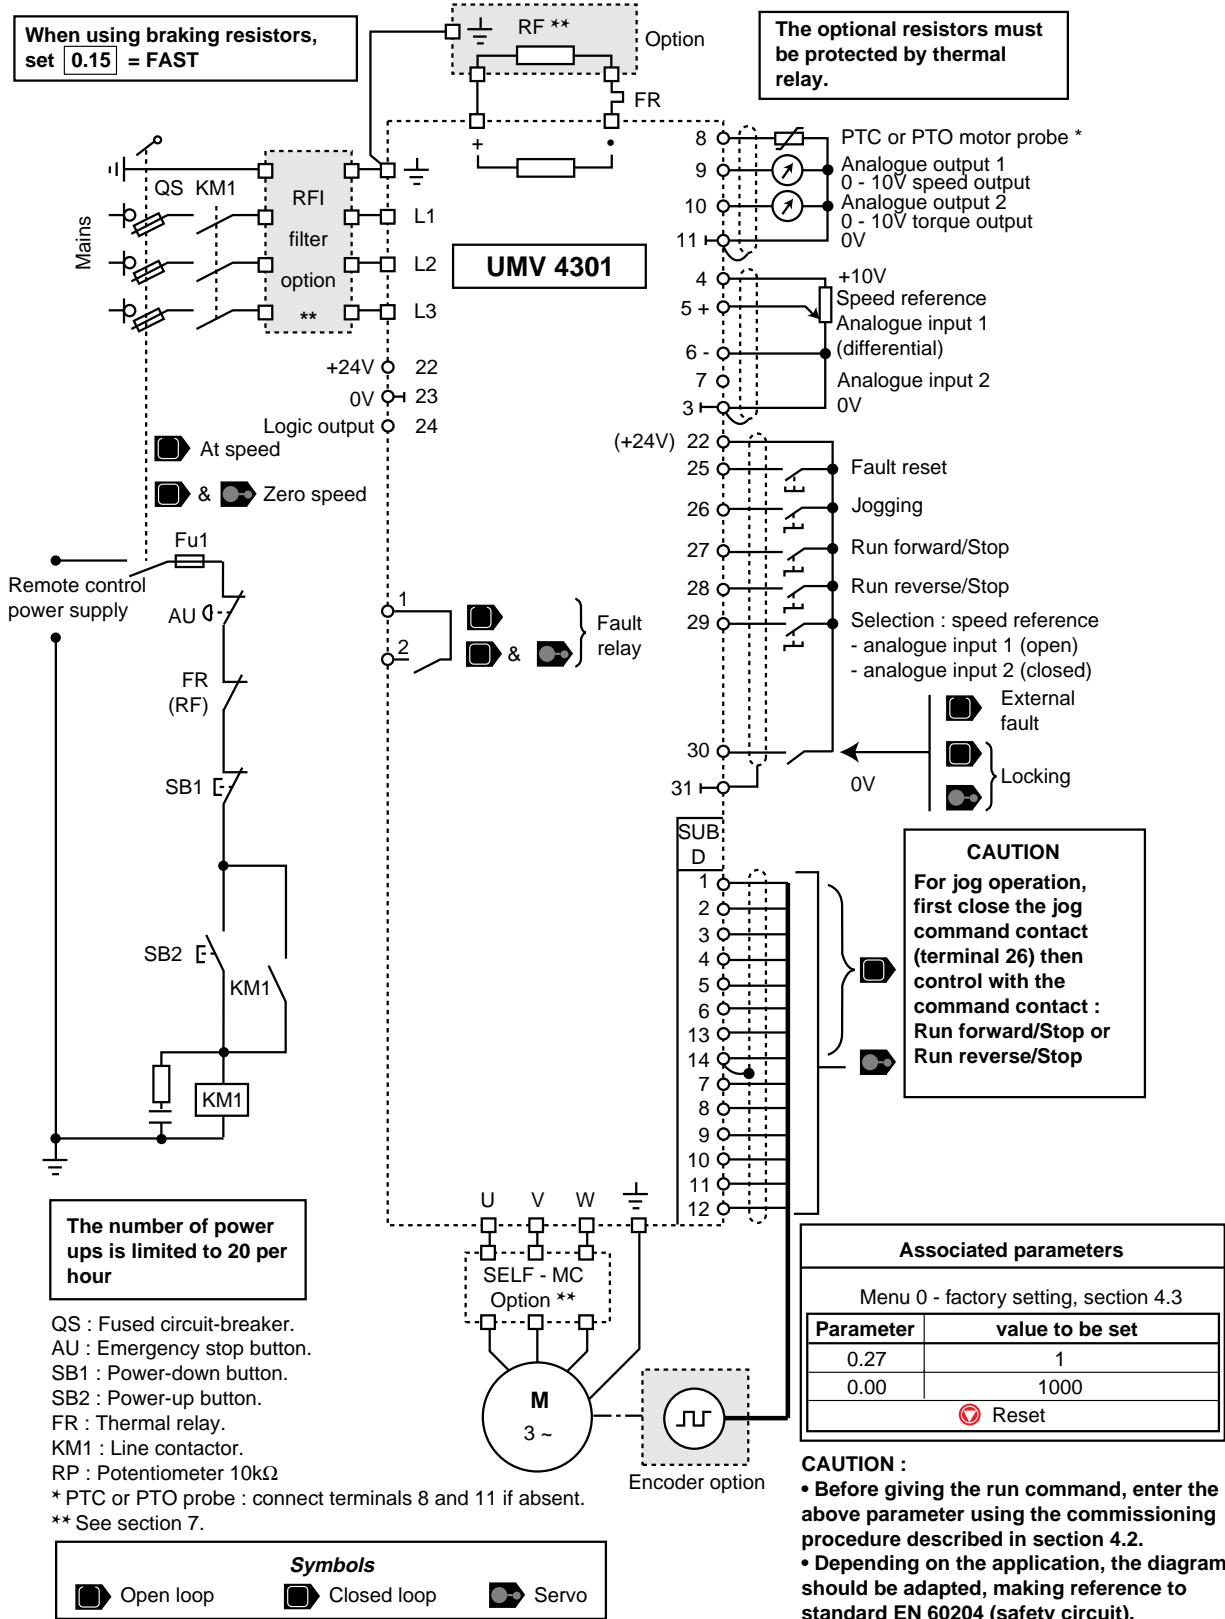 When using braking resistors,
set 0.15 = FAST
RF **
Option
The optional resistors must
be protected by thermal
relay.
FR
+
QS KM1
Mains
RFI
filter
option
**
L1
L2
L3
UMV 4301
+24V 22
0V 23
Logic output 24
At speed
& Zero speed
8 PTC or PTO motor probe *
9 Analogue output 1
0 - 10V speed output
10 Analogue output 2
0 - 10V torque output
11 0V
4 +10V
5 + Speed reference
Analogue input 1
6 - (differential)
7 Analogue input 2
3 0V
(+24V) 22
25 Fault reset
26 Jogging
27 Run forward/Stop
28 Run reverse/Stop
29 Selection : speed reference
- analogue input 1 (open)
- analogue input 2 (closed)
External
fault
30
0V
Locking
31
Fu1
Remote control
power supply
AU
FR
(RF)
SB1
SB2
KM1
KM1
1
2
&
Fault
relay
SUB
D
1
2
3
4
5
6
13
14
7
8
9
10
11
12
CAUTION
For jog operation,
first close the jog
command contact
(terminal 26) then
control with the
command contact :
Run forward/Stop or
Run reverse/Stop
U V W
SELF - MC
Option **
M
3 ~
Encoder option
The number of power
ups is limited to 20 per
hour
QS : Fused circuit-breaker.
AU : Emergency stop button.
SB1 : Power-down button.
SB2 : Power-up button.
FR : Thermal relay.
KM1 : Line contactor.
RP : Potentiometer 10kΩ
* PTC or PTO probe : connect terminals 8 and 11 if absent.
** See section 7.
Symbols
Open loop Closed loop Servo
Associated parameters
Menu 0 - factory setting, section 4.3
Parameter value to be set
0.27 1
0.00 1000
Reset
CAUTION :
• Before giving the run command, enter the
above parameter using the commissioning
procedure described in section 4.2.
• Depending on the application, the diagram
should be adapted, making reference to
standard EN 60204 (safety circuit).